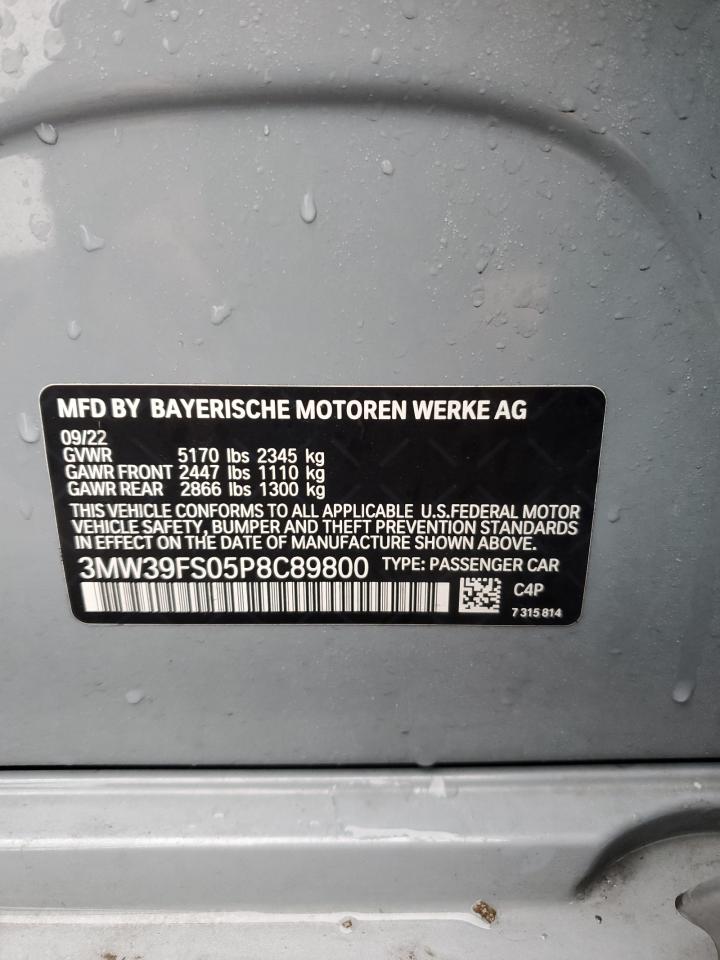 MFD BY BAYERISCHE MOTOREN WERKE AG
09/22
GVWR 5170 lbs 2345 kg
GAWR FRONT 2447 lbs 1110 kg
GAWR REAR 2866 lbs 1300 kg
THIS VEHICLE CONFORMS TO ALL APPLICABLE U.S.FEDERAL MOTOR
VEHICLE SAFETY, BUMPER AND THEFT PREVENTION STANDARDS
IN EFFECT ON THE DATE OF MANUFACTURE SHOWN ABOVE.
3MW39FS05P8C89800 TYPE: PASSENGER CAR
C4P
7 315 814